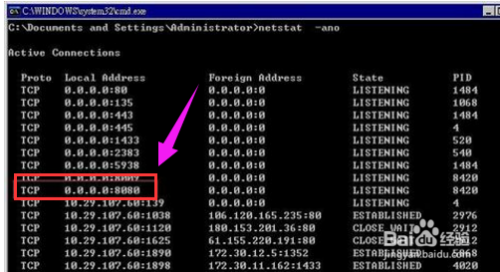 C:\WINDOWS\system32\cmd.exe
C:\Documents and Settings\Administrator>netstat -ano
Active Connections
Proto Local Address Foreign Address State PID
TCP 0.0.0.0:80 0.0.0.0:0 LISTENING 1484
TCP 0.0.0.0:135 0.0.0.0:0 LISTENING 1068
TCP 0.0.0.0:443 0.0.0.0:0 LISTENING 1484
TCP 0.0.0.0:445 0.0.0.0:0 LISTENING 4
TCP 0.0.0.0:1433 0.0.0.0:0 LISTENING 520
TCP 0.0.0.0:2383 0.0.0.0:0 LISTENING 540
TCP 0.0.0.0:5938 0.0.0.0:0 LISTENING 1484
TCP 0.0.0.0:8009 0.0.0.0:0 LISTENING 8420
TCP 0.0.0.0:8080 0.0.0.0:0 LISTENING 8420
TCP 10.29.107.60:139 0.0.0.0:0 LISTENING 4
TCP 10.29.107.60:1038 106.120.165.235:80 ESTABLISHED 2976
TCP 10.29.107.60:1120 180.153.201.36:80 CLOSE_WAIT 2912
TCP 10.29.107.60:1625 61.155.220.191:80
TCP 10.29.107.60:1890 172.30.12.5:1352
TCP 10.29.107.60:1898 172.30.11.162:1433 ESTABLISHED 4020
Baidu经验